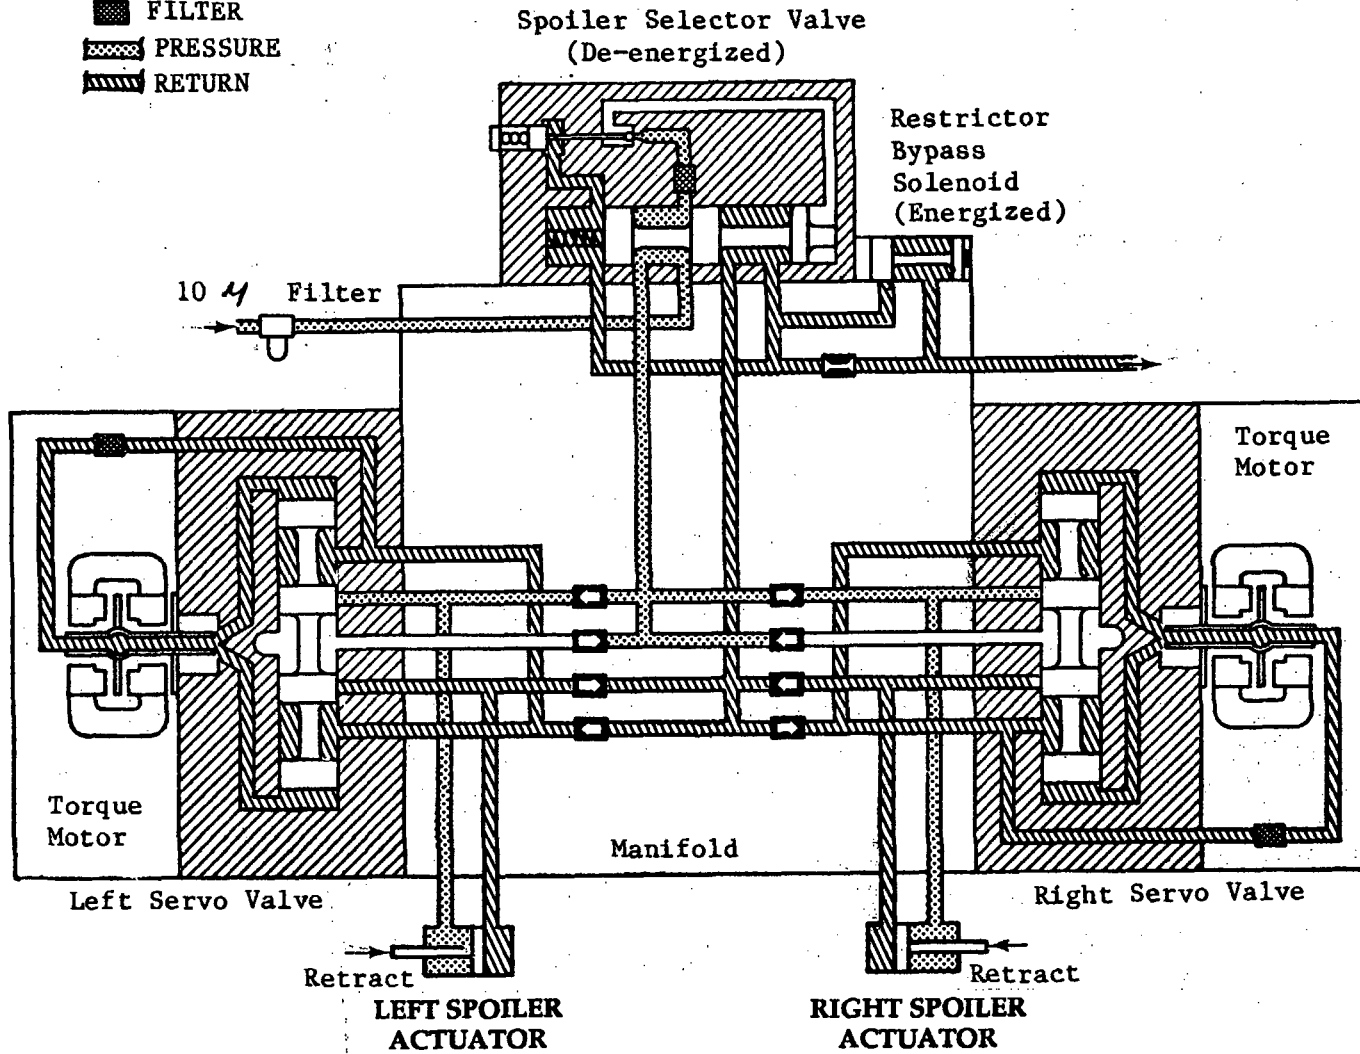 FILTER
PRESSURE
RETURN
Spoiler Selector Valve
(De-energized)
Restrictor
Bypass
Solenoid
(Energized)
10 μ Filter
Torque
Motor
Torque
Motor
Manifold
Left Servo Valve
Right Servo Valve
Retract
Retract
LEFT SPOILER
ACTUATOR
RIGHT SPOILER
ACTUATOR